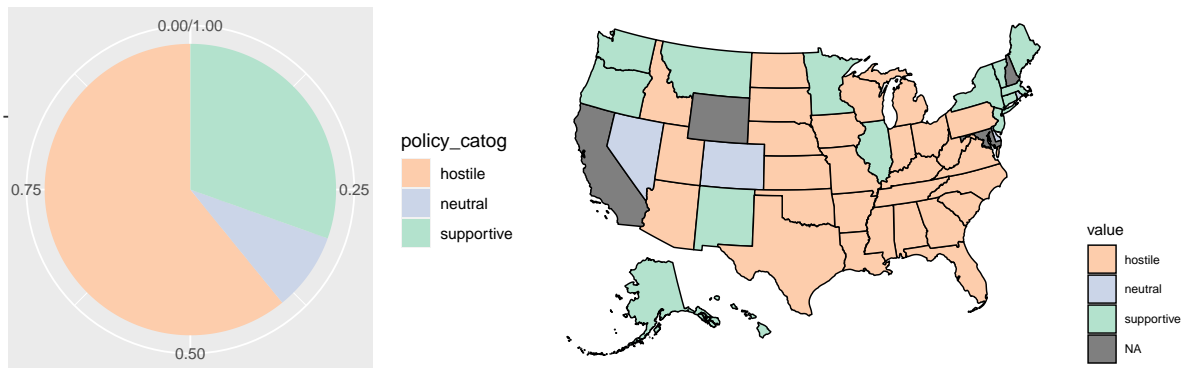 0.00/1.00
0.75
0.25
0.50
policy_catog
hostile
neutral
supportive
value
hostile
neutral
supportive
NA